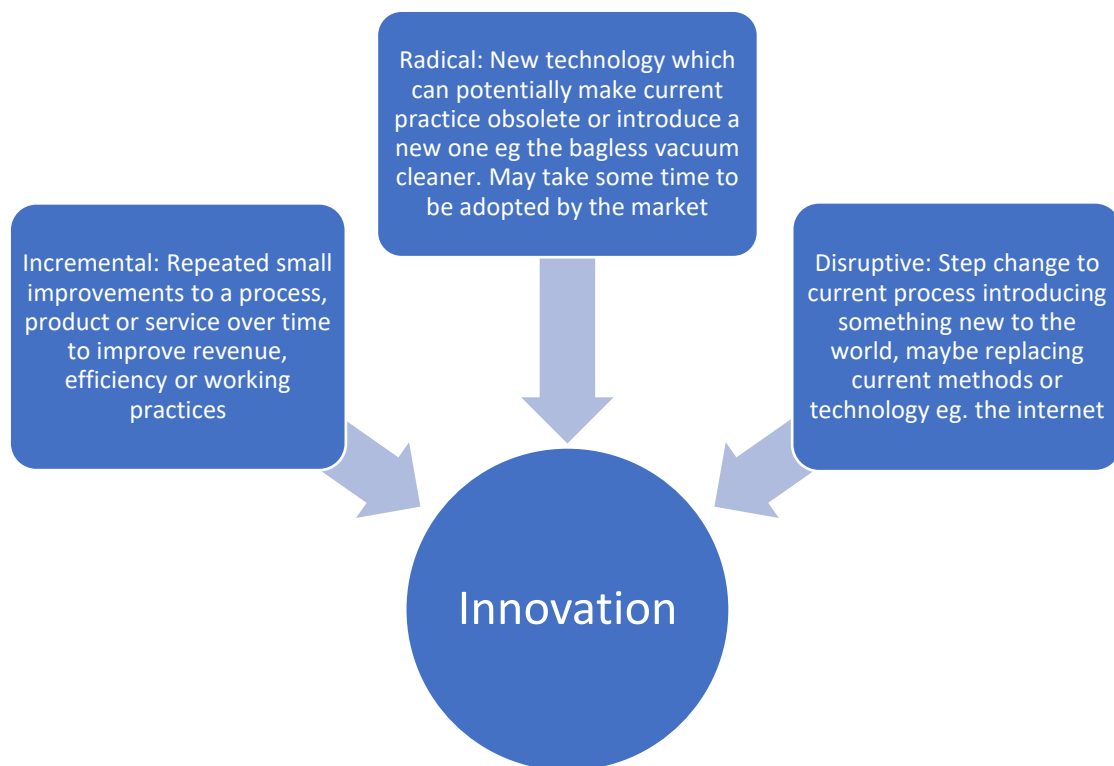 Radical: New technology which
can potentially make current
practice obsolete or introduce a
new one eg the bagless vacuum
cleaner. May take some time to
be adopted by the market
Incremental: Repeated small
improvements to a process,
product or service over time
to improve revenue,
efficiency or working
practices
Disruptive: Step change to
current process introducing
something new to the
world, maybe replacing
current methods or
technology eg. the internet
Innovation